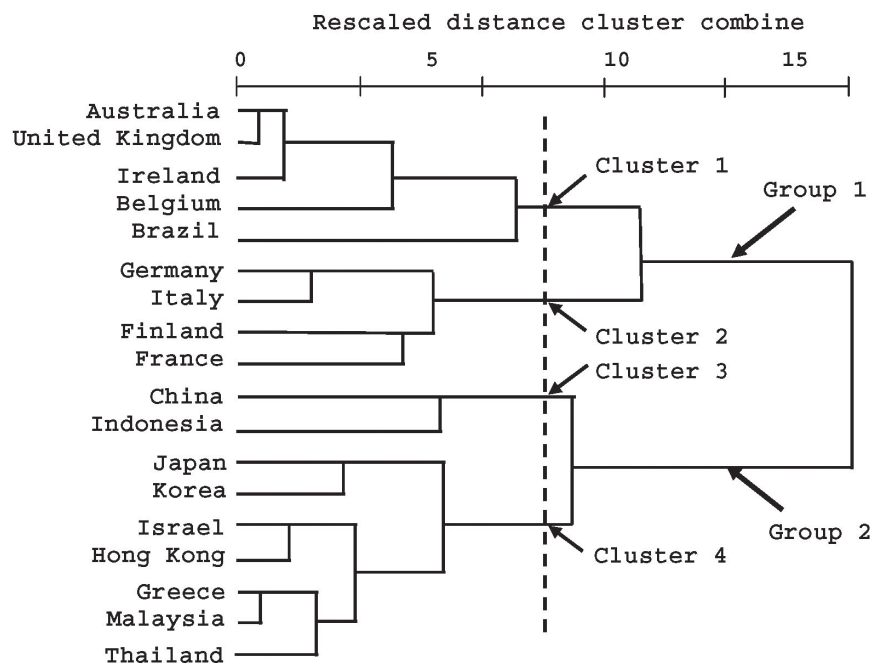 Rescaled distance cluster combine
0 5 10 15
Australia
United Kingdom
Ireland
Belgium
Brazil
Germany
Italy
Finland
France
China
Indonesia
Japan
Korea
Israel
Hong Kong
Greece
Malaysia
Thailand
Cluster 1
Group 1
Cluster 2
Cluster 3
Group 2
Cluster 4